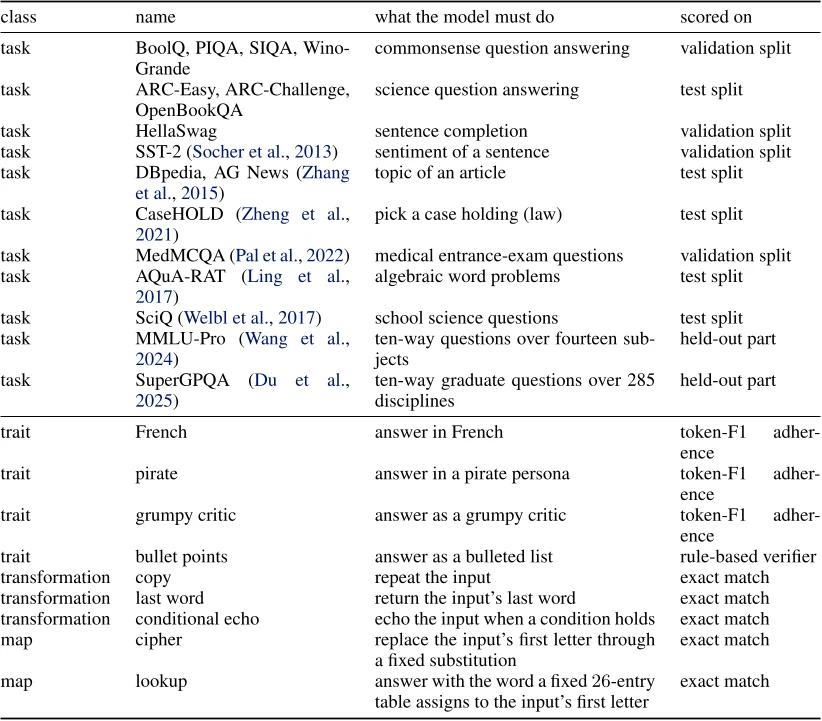 class name what the model must do scored on
task BoolQ, PIQA, SIQA, Wino- commonsense question answering validation split
Grande
task ARC-Easy, ARC-Challenge, science question answering test split
OpenBookQA
task HellaSwag sentence completion validation split
task SST-2 (Socher et al., 2013) sentiment of a sentence validation split
task DBpedia, AG News (Zhang topic of an article test split
et al., 2015)
task CaseHOLD (Zheng et al., pick a case holding (law) test split
2021)
task MedMCQA (Pal et al., 2022) medical entrance-exam questions validation split
task AQuA-RAT (Ling et al., algebraic word problems test split
2017)
task SciQ (Welbl et al., 2017) school science questions test split
task MMLU-Pro (Wang et al., ten-way questions over fourteen sub- held-out part
2024) jects
task SuperGPQA (Du et al., ten-way graduate questions over 285 held-out part
2025) disciplines
trait French answer in French token-F1 adher-
ence
trait pirate answer in a pirate persona token-F1 adher-
ence
trait grumpy critic answer as a grumpy critic token-F1 adher-
ence
trait bullet points answer as a bulleted list rule-based verifier
transformation copy repeat the input exact match
transformation last word return the input's last word exact match
transformation conditional echo echo the input when a condition holds exact match
map cipher replace the input's first letter through exact match
a fixed substitution
map lookup answer with the word a fixed 26-entry exact match
table assigns to the input's first letter